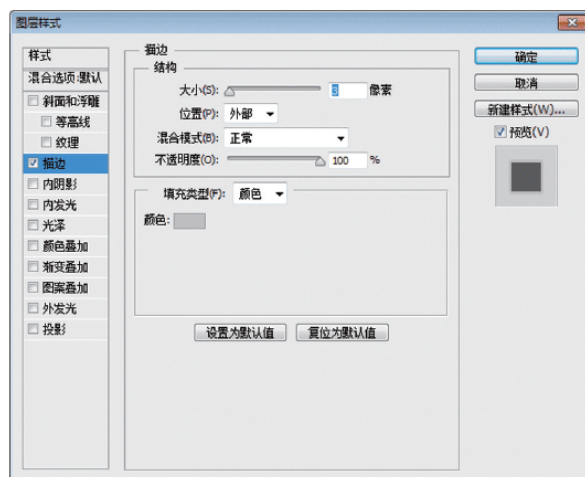 图层样式
样式
混合选项:默认
斜面和浮雕
等高线
纹理
描边
内阴影
内发光
光泽
颜色叠加
渐变叠加
图案叠加
外发光
投影
描边
结构
大小(S): 3 像素
位置(P): 外部
混合模式(B): 正常
不透明度(O): 100 %
填充类型(F): 颜色
颜色:
设置为默认值 复位为默认值
确定
取消
新建样式(W)...
预览(V)